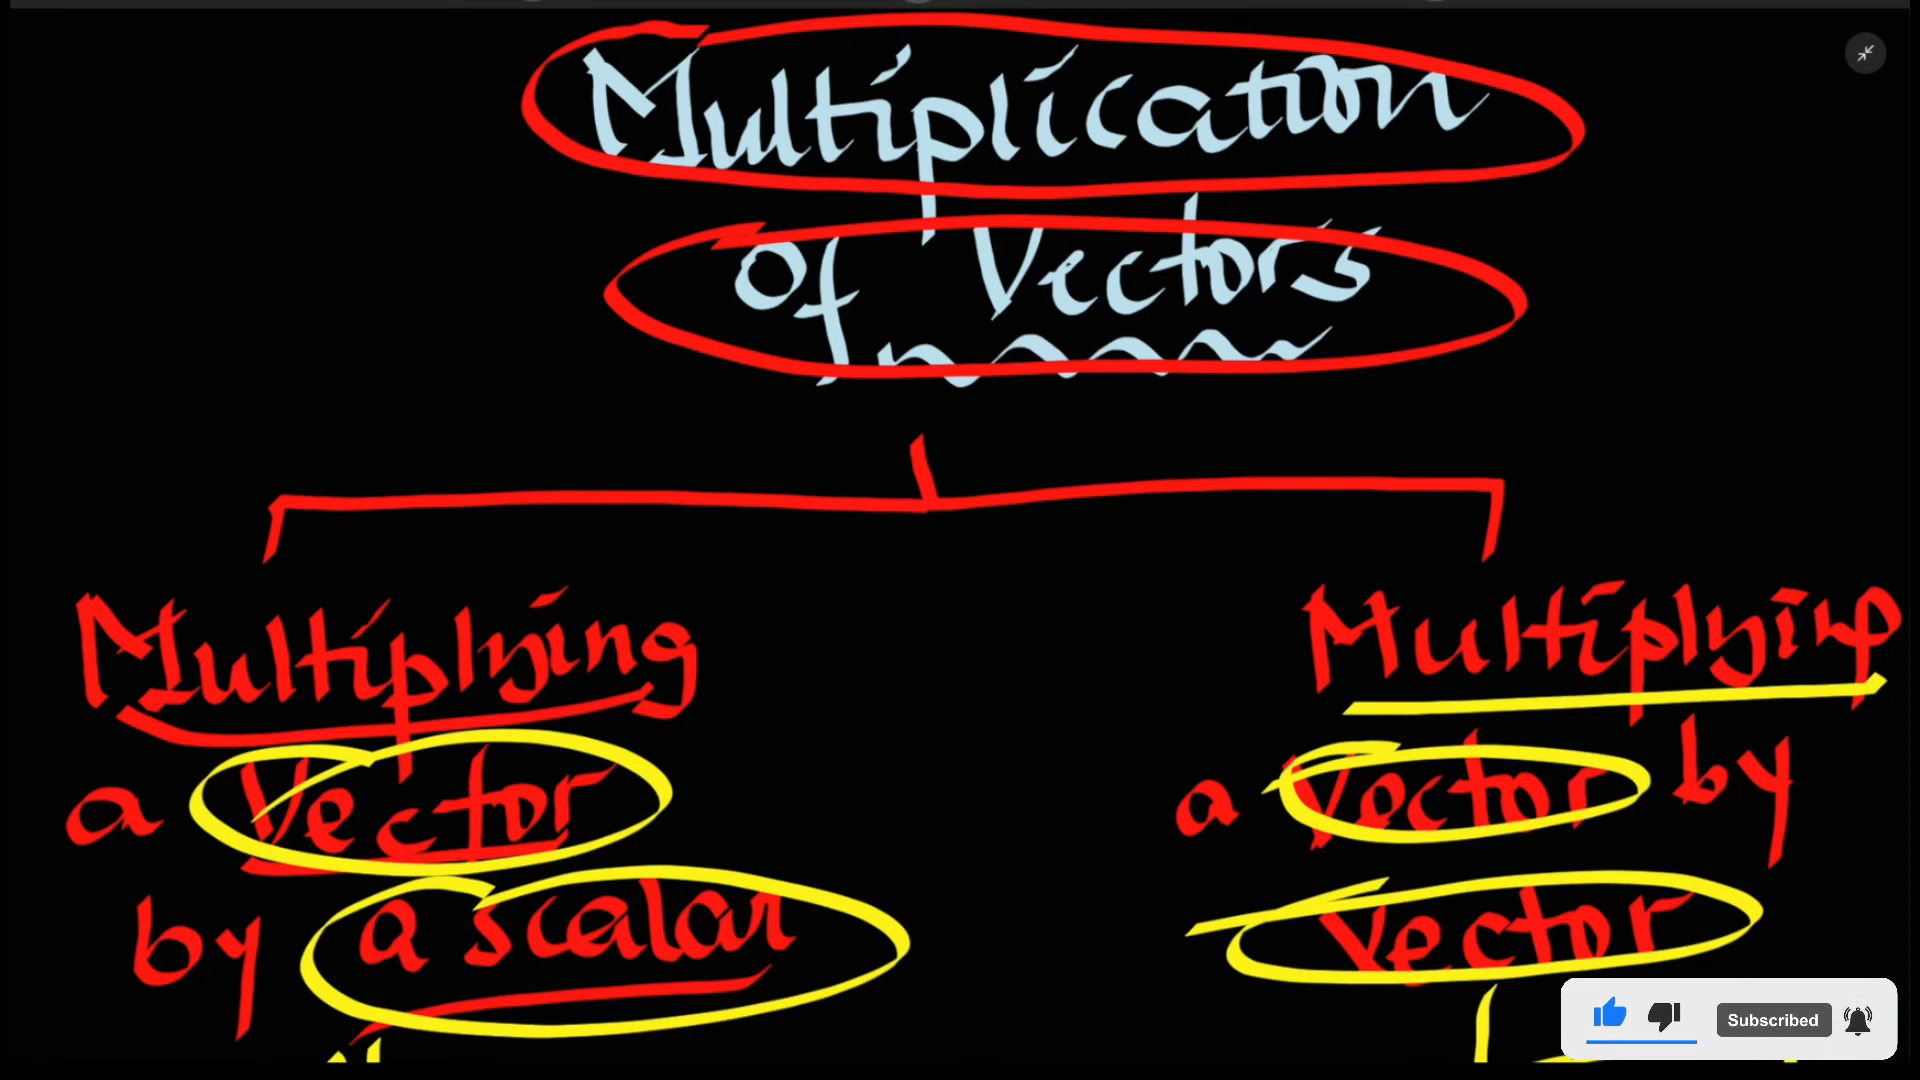 Multiplication
of Vectors
Multiplying
a Vector
by a scalar
Multiplying
a Vector by
Vector
Subscribed